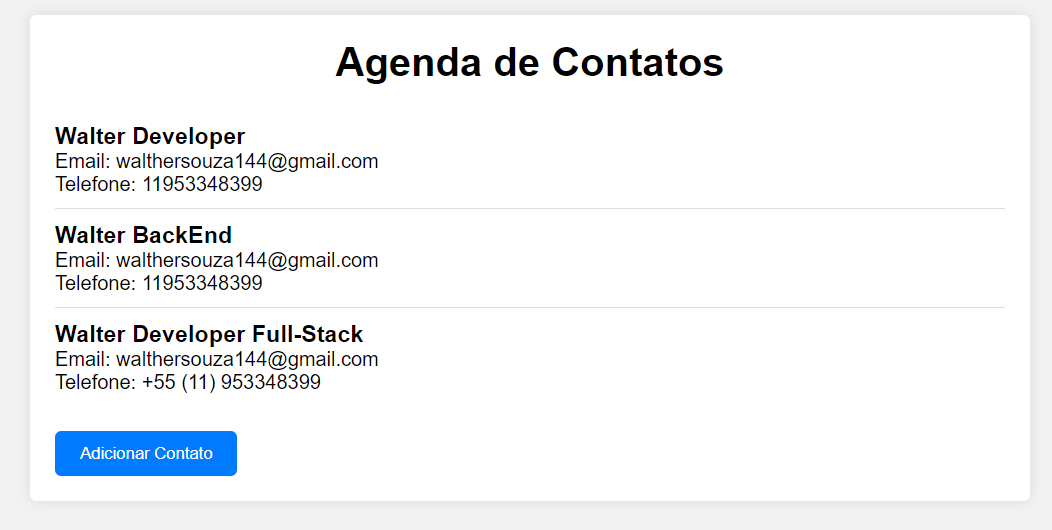 Agenda de Contatos
Walter Developer
Email: walthersouza144@gmail.com
Telefone: 11953348399
Walter BackEnd
Email: walthersouza144@gmail.com
Telefone: 11953348399
Walter Developer Full-Stack
Email: walthersouza144@gmail.com
Telefone: +55 (11) 953348399
Adicionar Contato